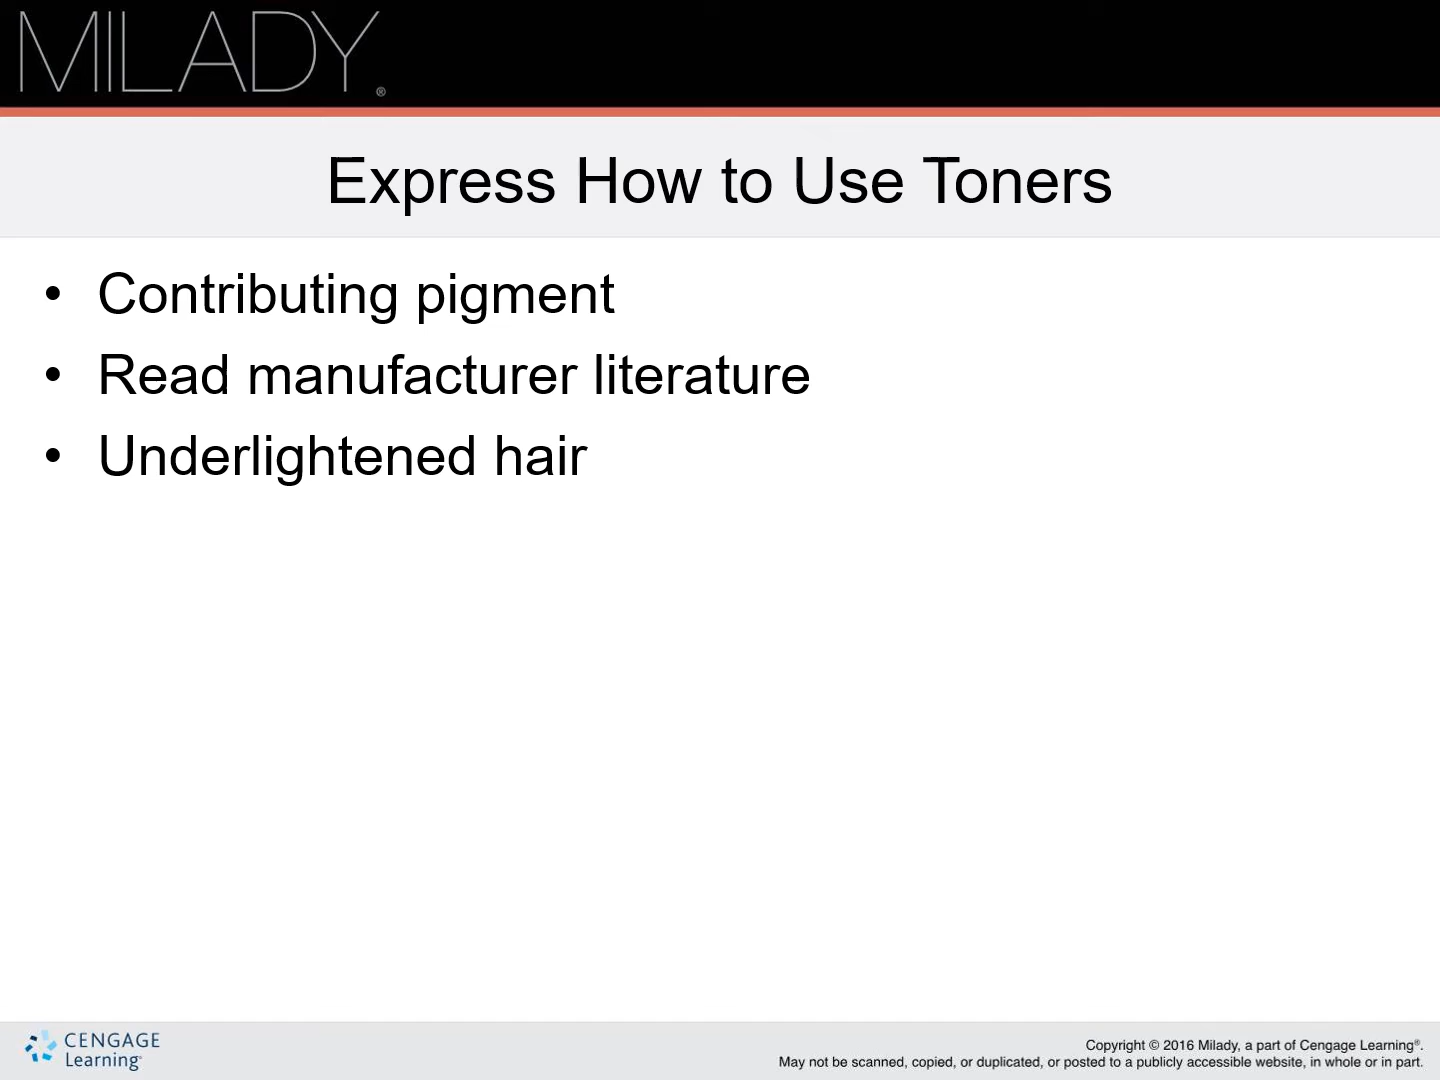 MILADY®
Express How to Use Toners
• Contributing pigment
• Read manufacturer literature
• Underlightened hair
CENGAGE
Learning®
Copyright © 2016 Milady, a part of Cengage Learning®.
May not be scanned, copied, or duplicated, or posted to a publicly accessible website, in whole or in part.